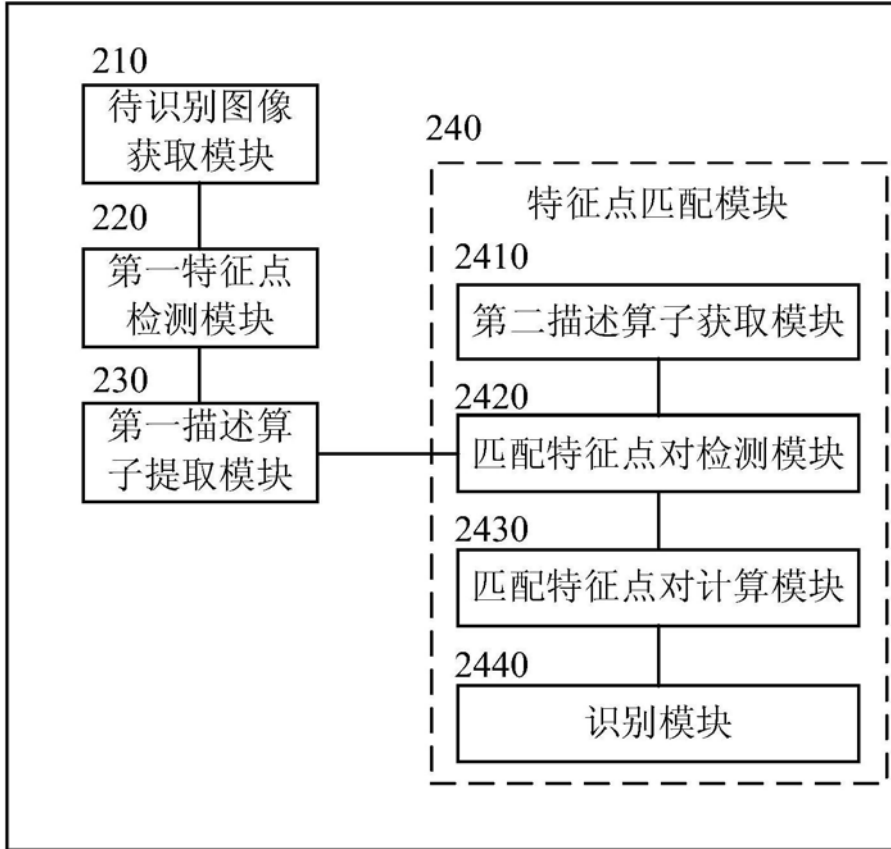 210
待识别图像
获取模块
220
第一特征点
检测模块
230
第一描述算
子提取模块
240
特征点匹配模块
2410
第二描述算子获取模块
2420
匹配特征点对检测模块
2430
匹配特征点对计算模块
2440
识别模块